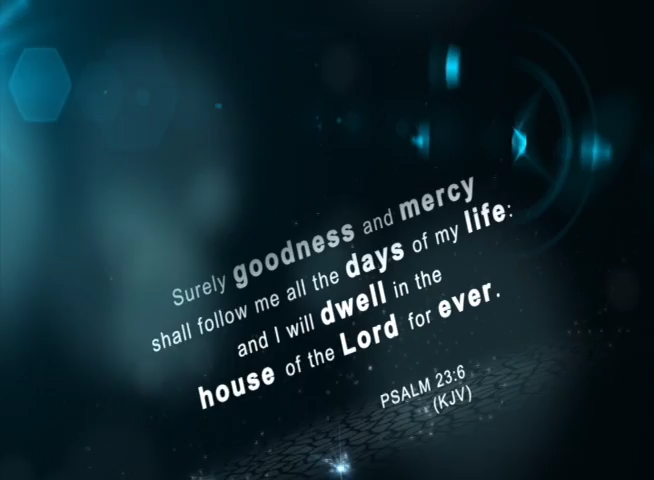 Surely goodness and mercy
shall follow me all the days of my life:
and I will dwell in the
house of the Lord for ever.
PSALM 23:6
(KJV)